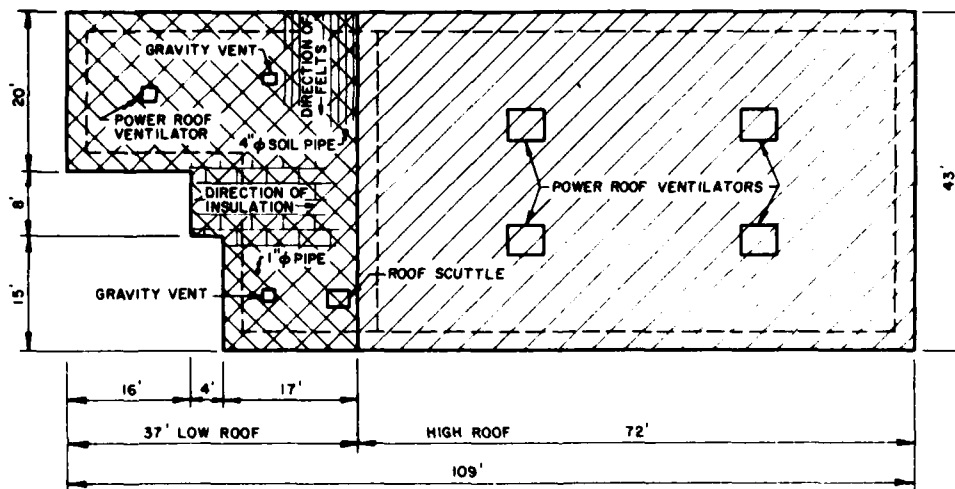 GRAVITY VENT
DIRECTION OF
FELTS
20'
POWER ROOF
VENTILATOR
4"φ SOIL PIPE
POWER ROOF VENTILATORS
43'
8'
DIRECTION OF
INSULATION
1"φ PIPE
15'
GRAVITY VENT
ROOF SCUTTLE
16'
4'
17'
37' LOW ROOF
HIGH ROOF
72'
109'